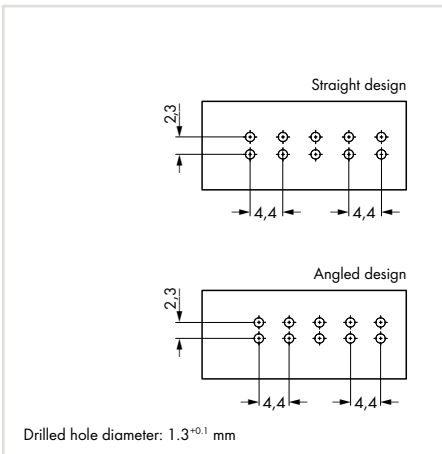 Straight design
2,3
4,4 4,4
Angled design
2,3
4,4 4,4
Drilled hole diameter: 1.3+0.1 mm